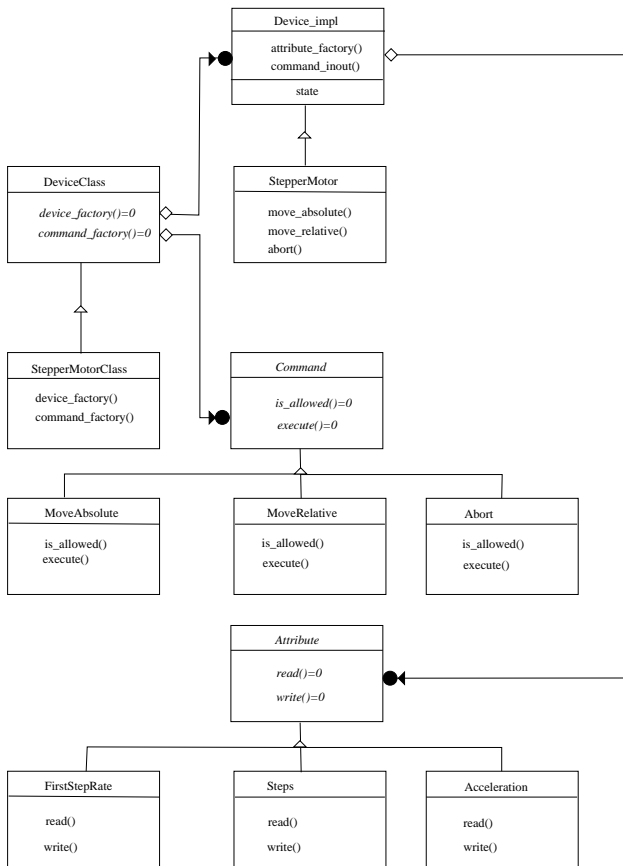 Device_impl
attribute_factory()
command_inout()
state
DeviceClass
device_factory()=0
command_factory()=0
StepperMotor
move_absolute()
move_relative()
abort()
StepperMotorClass
device_factory()
command_factory()
Command
is_allowed()=0
execute()=0
MoveAbsolute
is_allowed()
execute()
MoveRelative
is_allowed()
execute()
Abort
is_allowed()
execute()
Attribute
read()=0
write()=0
FirstStepRate
read()
write()
Steps
read()
write()
Acceleration
read()
write()